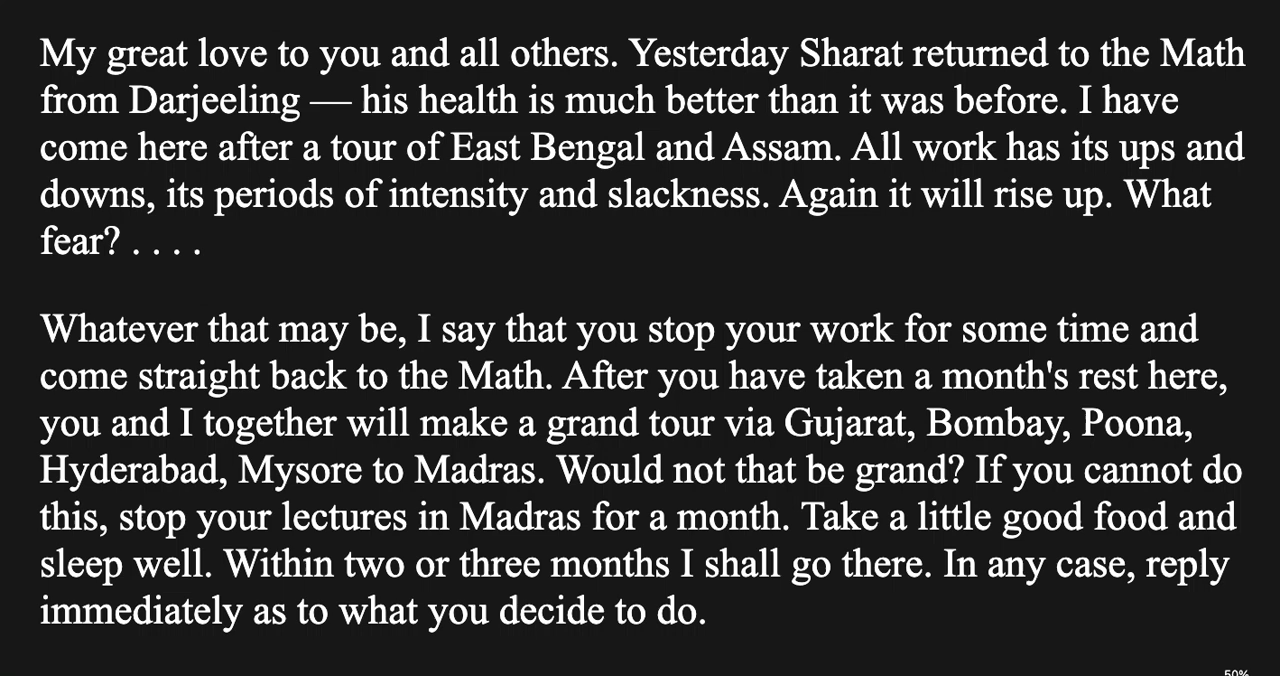 My great love to you and all others. Yesterday Sharat returned to the Math
from Darjeeling — his health is much better than it was before. I have
come here after a tour of East Bengal and Assam. All work has its ups and
downs, its periods of intensity and slackness. Again it will rise up. What
fear? . . . .
Whatever that may be, I say that you stop your work for some time and
come straight back to the Math. After you have taken a month's rest here,
you and I together will make a grand tour via Gujarat, Bombay, Poona,
Hyderabad, Mysore to Madras. Would not that be grand? If you cannot do
this, stop your lectures in Madras for a month. Take a little good food and
sleep well. Within two or three months I shall go there. In any case, reply
immediately as to what you decide to do.
50%